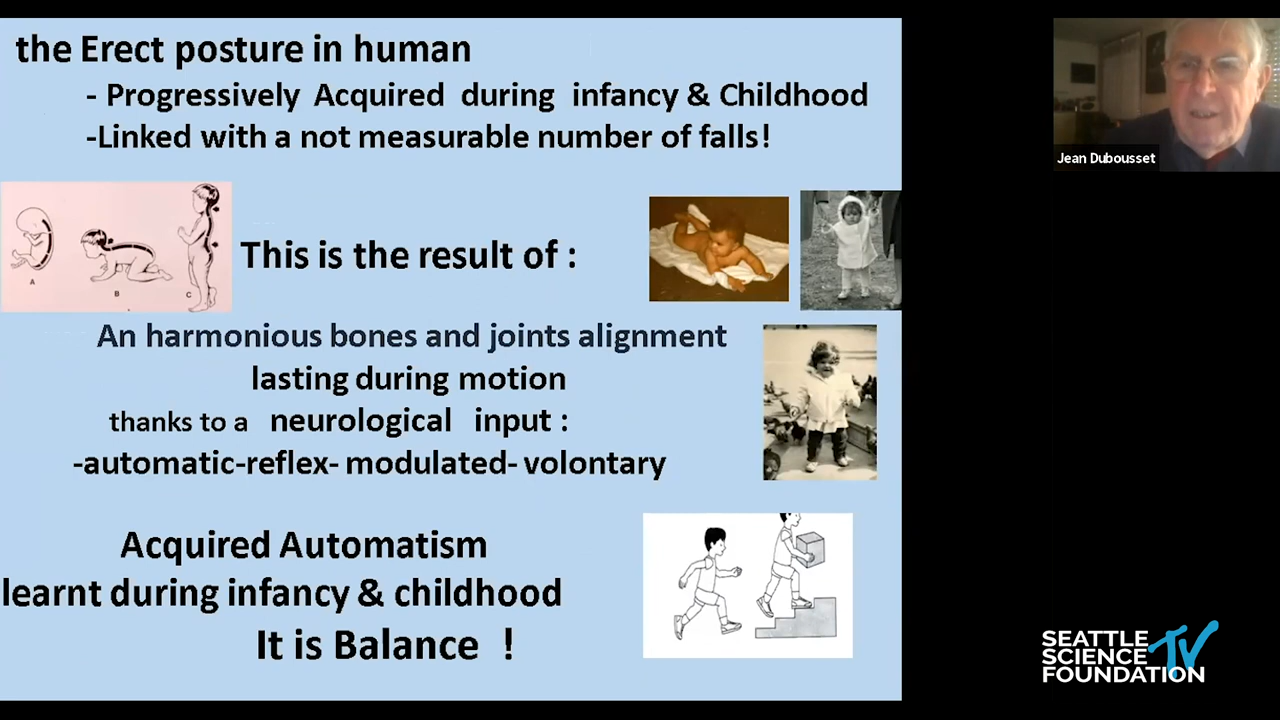 the Erect posture in human
- Progressively Acquired during infancy & Childhood
-Linked with a not measurable number of falls!
A
B
C
This is the result of :
An harmonious bones and joints alignment
lasting during motion
thanks to a neurological input :
-automatic-reflex- modulated- volontary
Acquired Automatism
learnt during infancy & childhood
It is Balance !
Jean Dubousset
SEATTLE
SCIENCE
FOUNDATION
TV